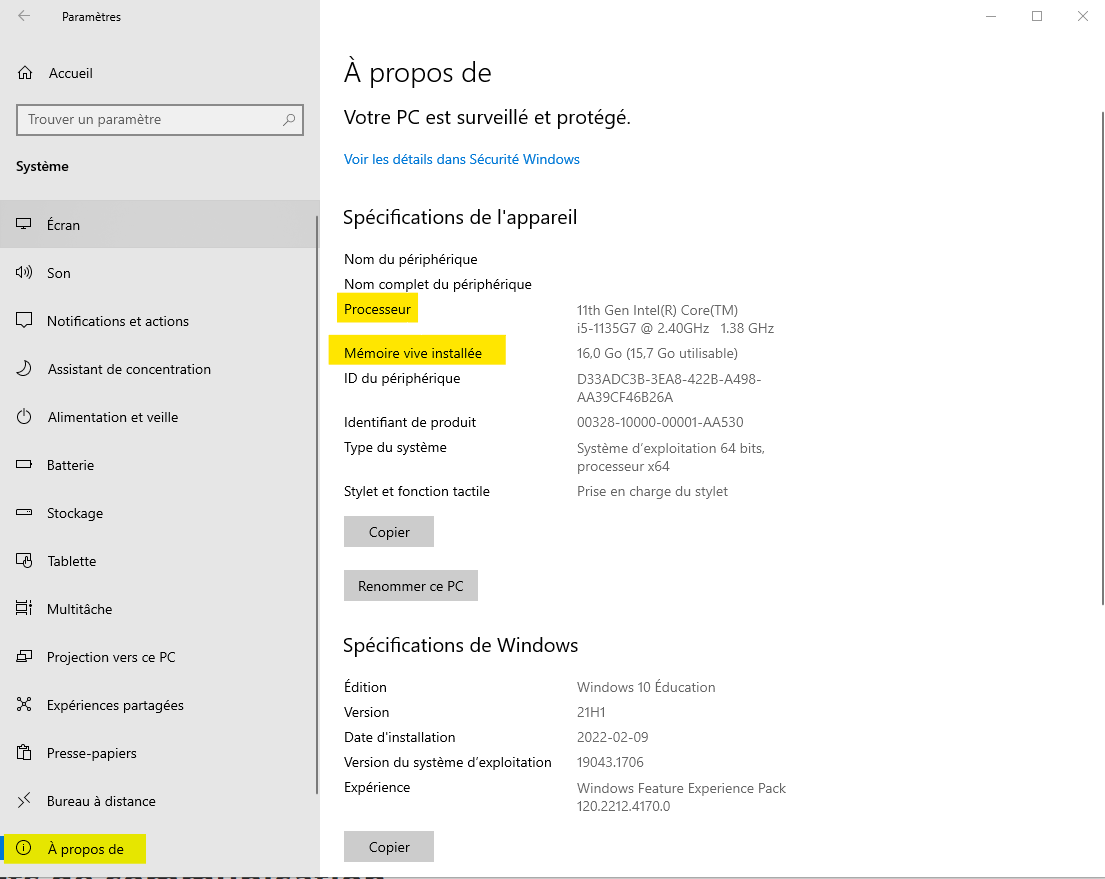 Paramètres
Accueil
Trouver un paramètre
Système
Écran
Son
Notifications et actions
Assistant de concentration
Alimentation et veille
Batterie
Stockage
Tablette
Multitâche
Projection vers ce PC
Expériences partagées
Presse-papiers
Bureau à distance
À propos de
À propos de
Votre PC est surveillé et protégé.
Voir les détails dans Sécurité Windows
Spécifications de l'appareil
Nom du périphérique
Nom complet du périphérique
Processeur 11th Gen Intel(R) Core(TM)
i5-1135G7 @ 2.40GHz 1.38 GHz
Mémoire vive installée 16,0 Go (15,7 Go utilisable)
ID du périphérique D33ADC3B-3EA8-422B-A498-
AA39CF46B26A
Identifiant de produit 00328-10000-00001-AA530
Type du système Système d'exploitation 64 bits,
processeur x64
Stylet et fonction tactile Prise en charge du stylet
Copier
Renommer ce PC
Spécifications de Windows
Édition Windows 10 Éducation
Version 21H1
Date d'installation 2022-02-09
Version du système d'exploitation 19043.1706
Expérience Windows Feature Experience Pack
120.2212.4170.0
Copier